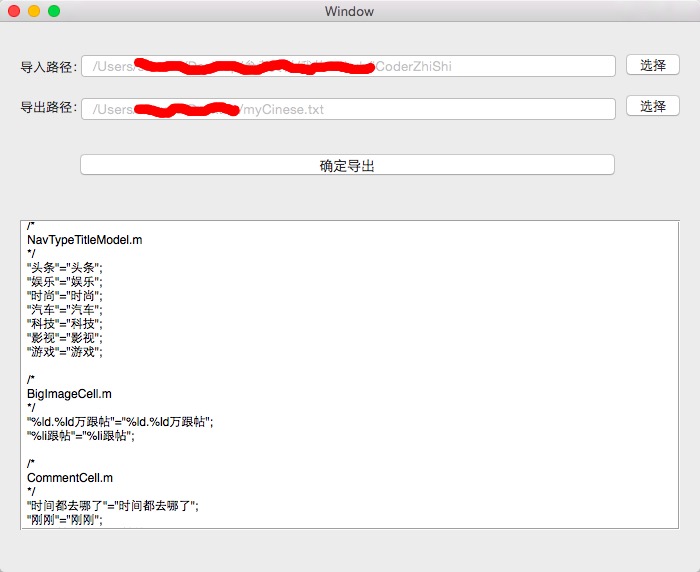 Window
导入路径: /Users/ CoderZhiShi 选择
导出路径: /Users/ /myCinese.txt 选择
确定导出
/*
NavTypeTitleModel.m
*/
"头条"="头条";
"娱乐"="娱乐";
"时尚"="时尚";
"汽车"="汽车";
"科技"="科技";
"影视"="影视";
"游戏"="游戏";
/*
BigImageCell.m
*/
"%ld.%ld万跟帖"="%ld.%ld万跟帖";
"%li跟帖"="%li跟帖";
/*
CommentCell.m
*/
"时间都去哪了"="时间都去哪了";
"刚刚"="刚刚";